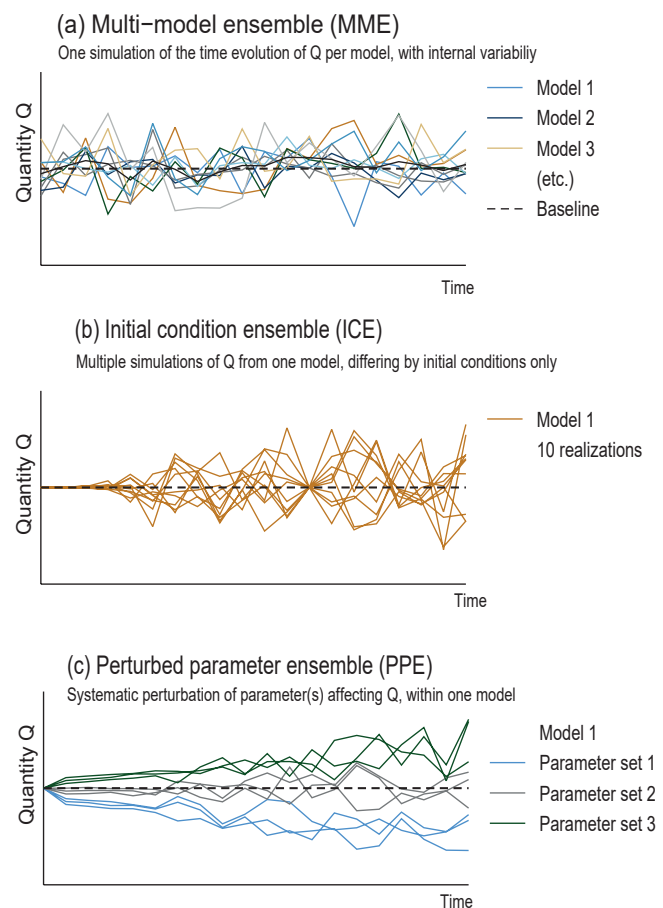 (a) Multi−model ensemble (MME)
One simulation of the time evolution of Q per model, with internal variabiliy
Quantity Q
Model 1
Model 2
Model 3
(etc.)
Baseline
Time
(b) Initial condition ensemble (ICE)
Multiple simulations of Q from one model, differing by initial conditions only
Quantity Q
Model 1
10 realizations
Time
(c) Perturbed parameter ensemble (PPE)
Systematic perturbation of parameter(s) affecting Q, within one model
Quantity Q
Model 1
Parameter set 1
Parameter set 2
Parameter set 3
Time